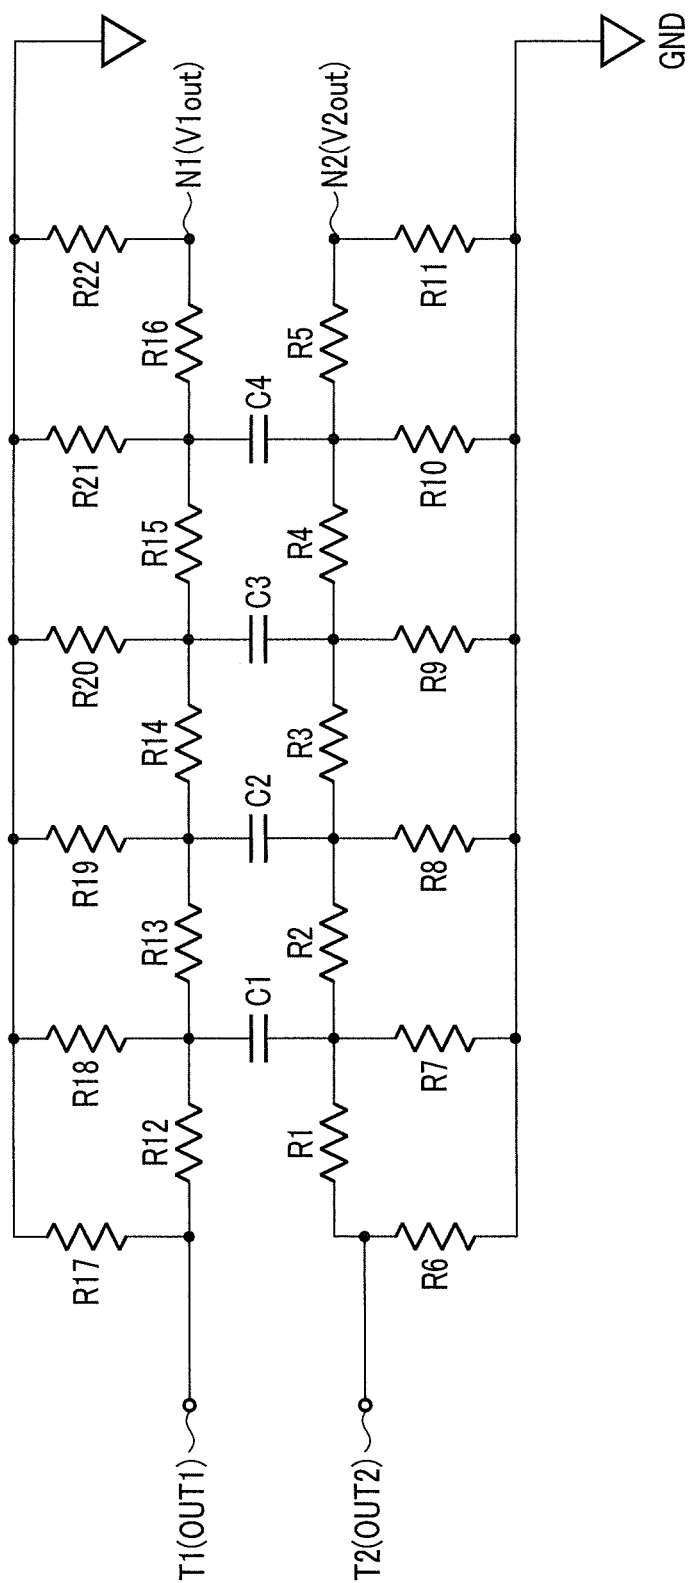 R17
R18
R19
R20
R21
R22
T1(OUT1)
R12
R13
R14
R15
R16
N1(V1out)
C1
C2
C3
C4
T2(OUT2)
R1
R2
R3
R4
R5
N2(V2out)
R6
R7
R8
R9
R10
R11
GND